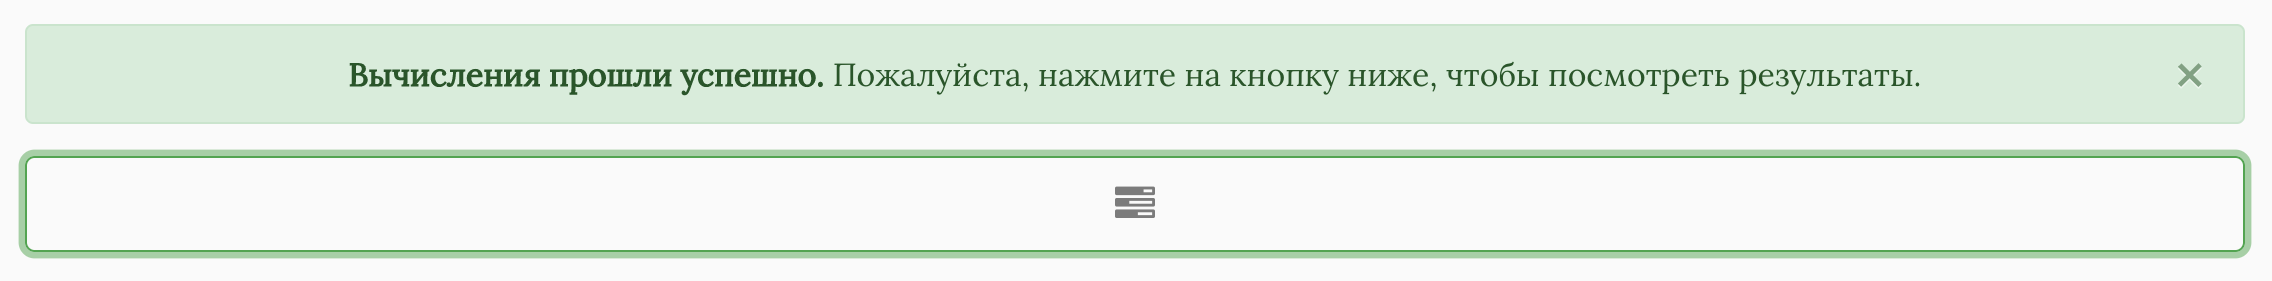 Вычисления прошли успешно. Пожалуйста, нажмите на кнопку ниже, чтобы посмотреть результаты.